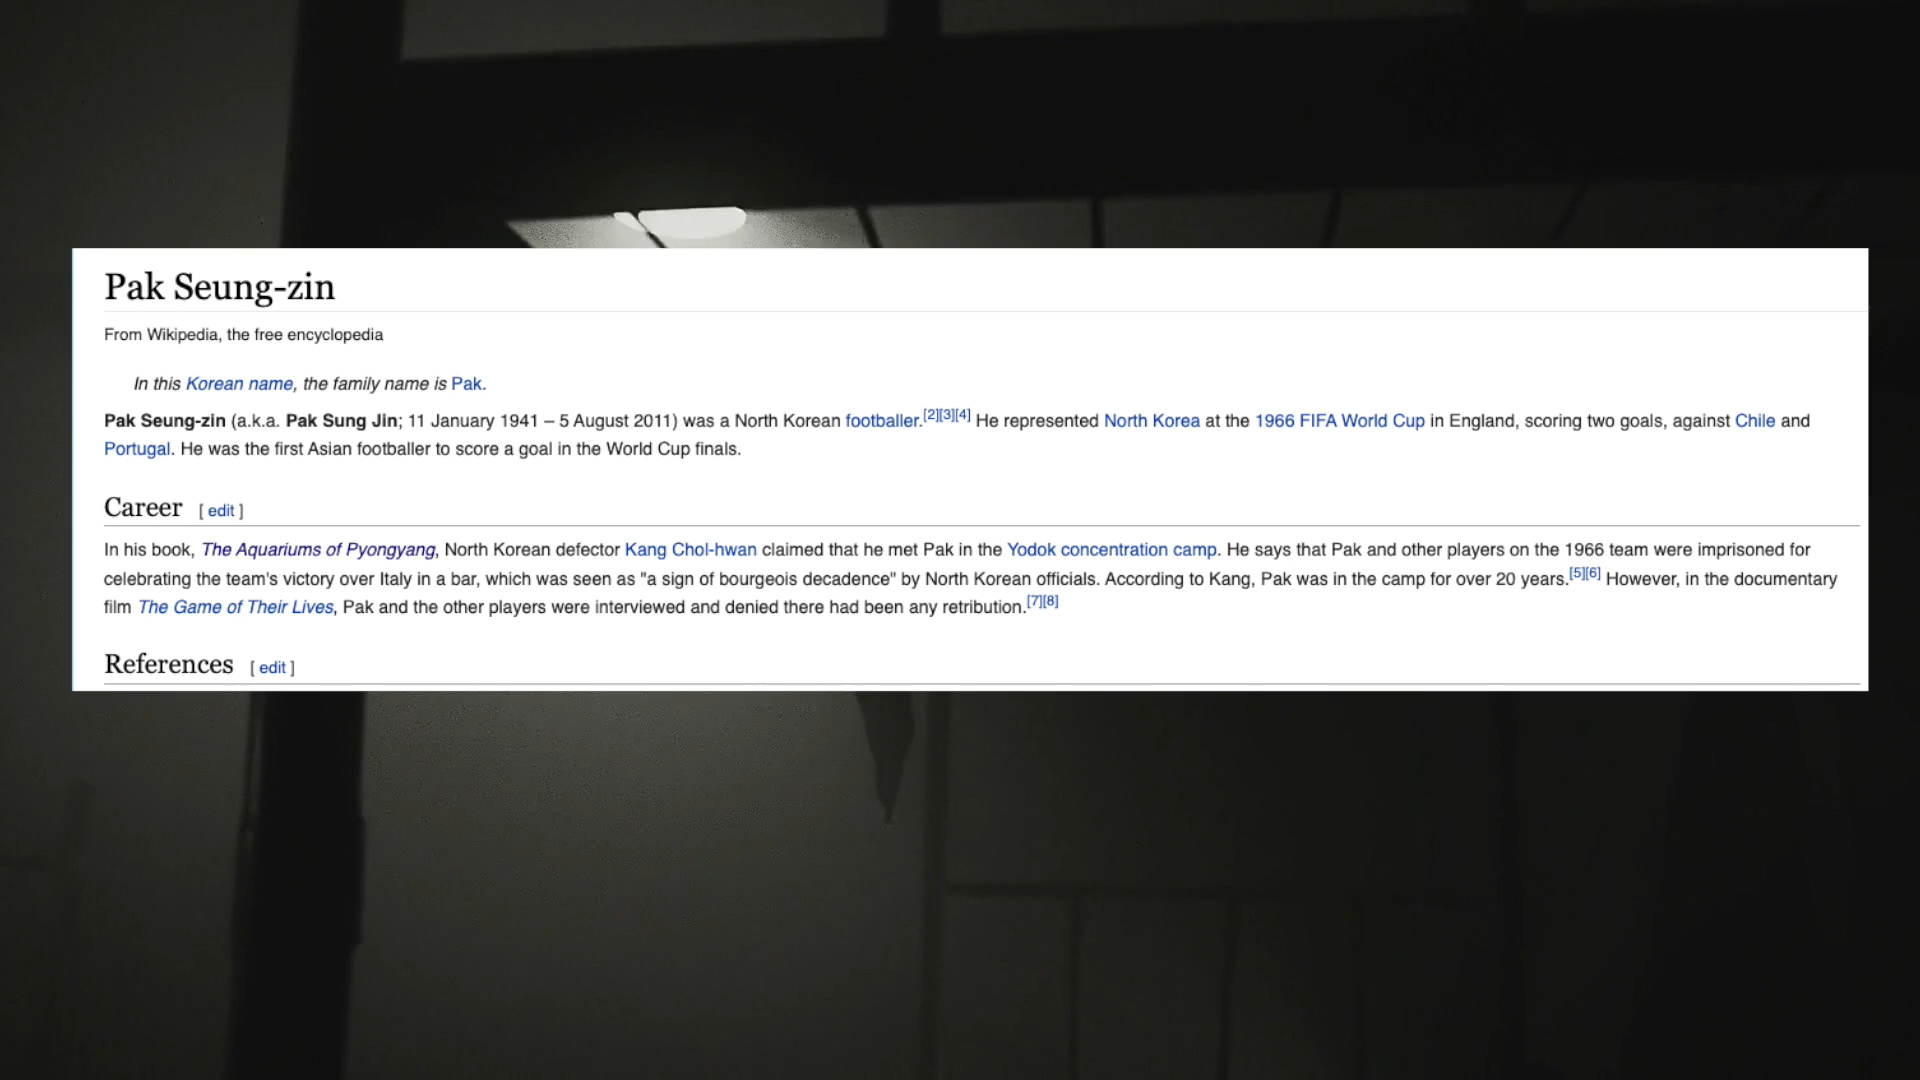 Pak Seung-zin
From Wikipedia, the free encyclopedia
In this Korean name, the family name is Pak.
Pak Seung-zin (a.k.a. Pak Sung Jin; 11 January 1941 – 5 August 2011) was a North Korean footballer.[2][3][4] He represented North Korea at the 1966 FIFA World Cup in England, scoring two goals, against Chile and
Portugal. He was the first Asian footballer to score a goal in the World Cup finals.
Career [ edit ]
In his book, The Aquariums of Pyongyang, North Korean defector Kang Chol-hwan claimed that he met Pak in the Yodok concentration camp. He says that Pak and other players on the 1966 team were imprisoned for
celebrating the team's victory over Italy in a bar, which was seen as "a sign of bourgeois decadence" by North Korean officials. According to Kang, Pak was in the camp for over 20 years.[5][6] However, in the documentary
film The Game of Their Lives, Pak and the other players were interviewed and denied there had been any retribution.[7][8]
References [ edit ]